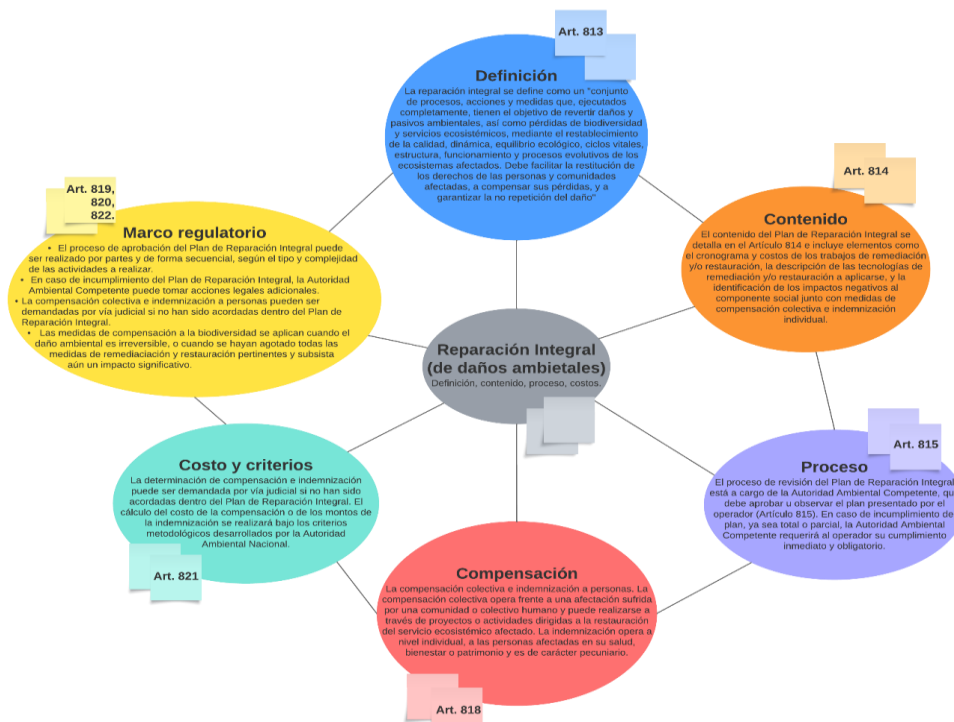 Art. 813
Definición
La reparación integral se define como un "conjunto
de procesos, acciones y medidas que, ejecutados
completamente, tienen el objetivo de revertir daños y
pasivos ambientales, así como pérdidas de biodiversidad
y servicios ecosistémicos, mediante el restablecimiento
de la calidad, dinámica, equilibrio ecológico, ciclos vitales,
estructura, funcionamiento y procesos evolutivos de los
ecosistemas afectados. Debe facilitar la restitución de
los derechos de las personas y comunidades
afectadas, a compensar sus pérdidas, y a
garantizar la no repetición del daño"
Art. 814
Contenido
El contenido del Plan de Reparación Integral se
detalla en el Artículo 814 e incluye elementos como
el cronograma y costos de los trabajos de remediación
y/o restauración, la descripción de las tecnologías de
remediación y/o restauración a aplicarse, y la
identificación de los impactos negativos al
componente social junto con medidas de
compensación colectiva e indemnización
individual.
Art. 819,
820,
822.
Marco regulatorio
• El proceso de aprobación del Plan de Reparación Integral puede
ser realizado por partes y de forma secuencial, según el tipo y complejidad
de las actividades a realizar.
• En caso de incumplimiento del Plan de Reparación Integral, la Autoridad
Ambiental Competente puede tomar acciones legales adicionales.
• La compensación colectiva e indemnización a personas pueden ser
demandadas por vía judicial si no han sido acordadas dentro del Plan de
Reparación Integral.
• Las medidas de compensación a la biodiversidad se aplican cuando el
daño ambiental es irreversible, o cuando se hayan agotado todas las
medidas de remediaciación y restauración pertinentes y subsista
aún un impacto significativo.
Reparación Integral
(de daños ambietales)
Definición, contenido, proceso, costos.
Costo y criterios
La determinación de compensación e indemnización
puede ser demandada por vía judicial si no han sido
acordadas dentro del Plan de Reparación Integral. El
cálculo del costo de la compensación o de los montos de
la indemnización se realizará bajo los criterios
metodológicos desarrollados por la Autoridad
Ambiental Nacional.
Art. 821
Art. 815
Proceso
El proceso de revisión del Plan de Reparación Integral
está a cargo de la Autoridad Ambiental Competente, qu
debe aprobar u observar el plan presentado por el
operador (Artículo 815). En caso de incumplimiento de
plan, ya sea total o parcial, la Autoridad Ambiental
Competente requerirá al operador su cumplimiento
inmediato y obligatorio.
Compensación
La compensación colectiva e indemnización a personas. La
compensación colectiva opera frente a una afectación sufrida
por una comunidad o colectivo humano y puede realizarse a
través de proyectos o actividades dirigidas a la restauración
del servicio ecosistémico afectado. La indemnización opera a
nivel individual, a las personas afectadas en su salud,
bienestar o patrimonio y es de carácter pecuniario.
Art. 818